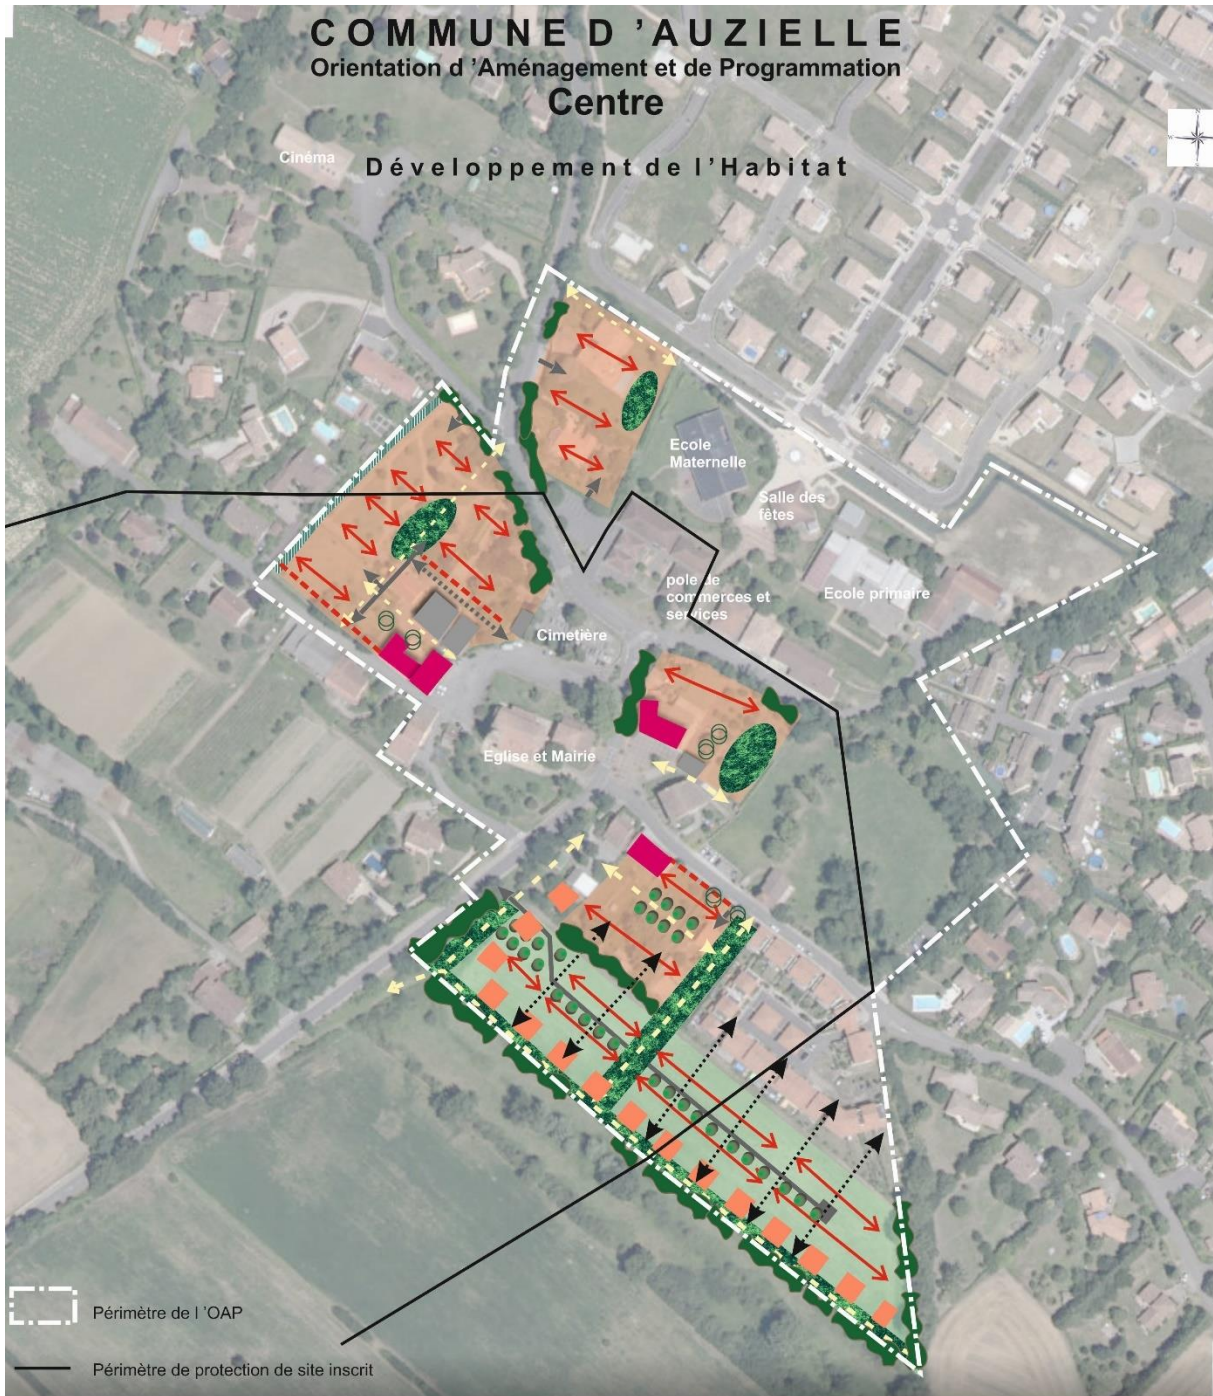 COMMUNE D 'AUZIELLE
Orientation d 'Aménagement et de Programmation
Centre
Développement de l'Habitat
Cinéma
Ecole
Maternelle
Salle des
fêtes
pole de
commerces et
services
Ecole primaire
Cimetière
Eglise et Mairie
Périmètre de l 'OAP
Périmètre de protection de site inscrit